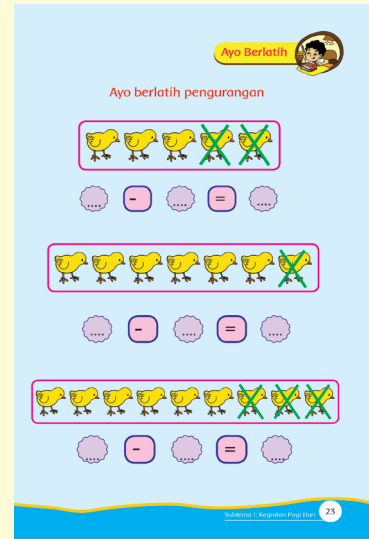 Ayo Berlatih
Ayo berlatih pengurangan
.... - .... = ....
.... - .... = ....
.... - .... = ....
Subtema 1: Kegiatan Pagi Hari 23